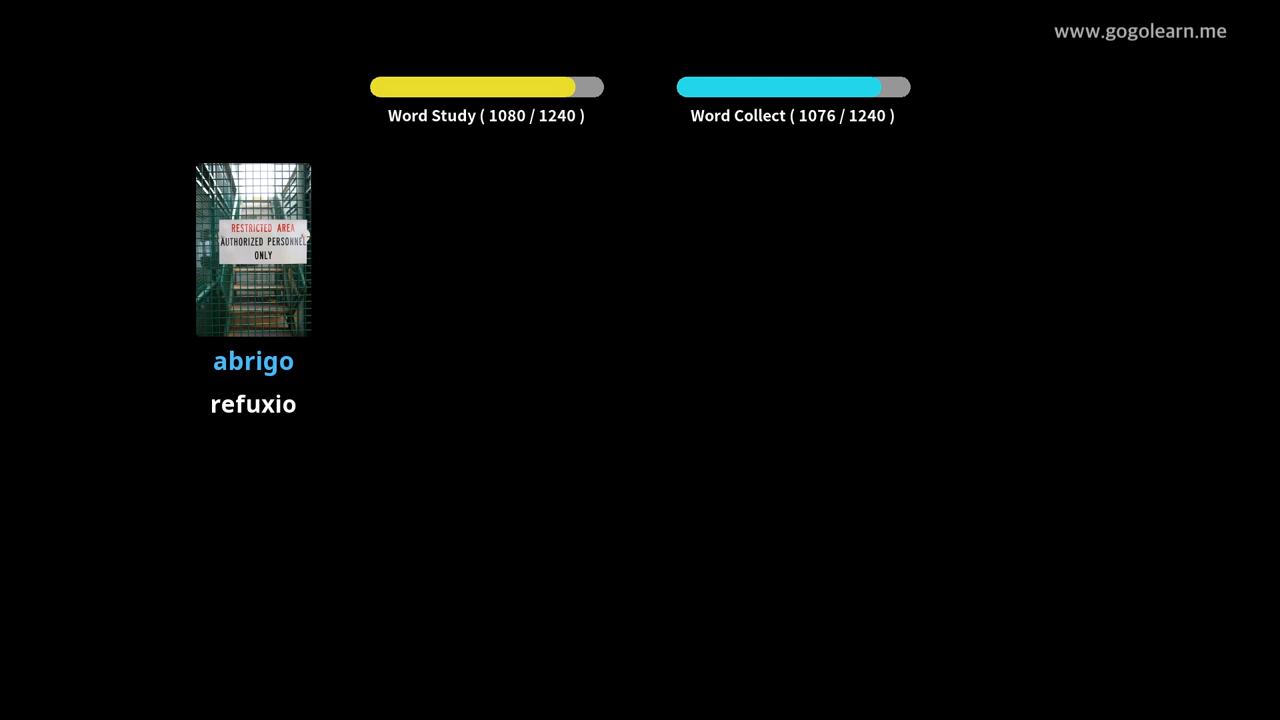 www.gogolearn.me
Word Study ( 1080 / 1240 )
Word Collect ( 1076 / 1240 )
RESTRICTED AREA
AUTHORIZED PERSONNEL
ONLY
abrigo
refuxio